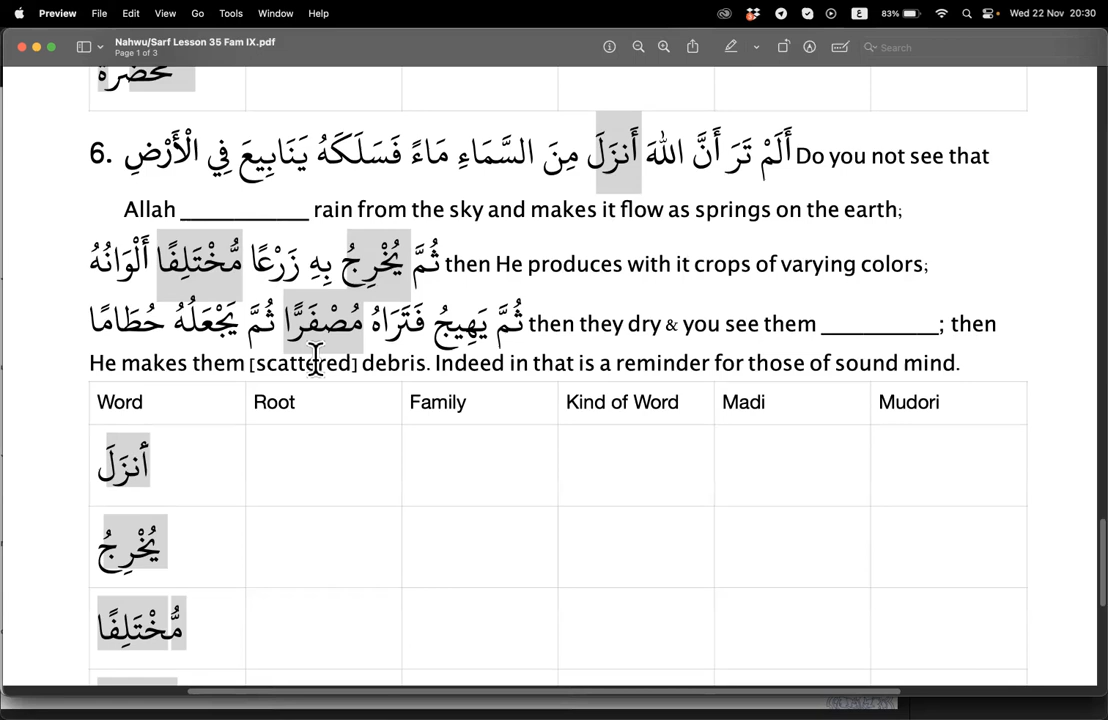 Preview File Edit View Go Tools Window Help 83% Wed 22 Nov 20:30
Nahwu/Sarf Lesson 35 Fam IX.pdf
Page 1 of 3
Search
6. أَلَمْ تَرَ أَنَّ اللهَ أَنزَلَ مِنَ السَّمَاءِ مَاءً فَسَلَكَهُ يَنَابِيعَ فِي الْأَرْضِ Do you not see that
Allah ____________ rain from the sky and makes it flow as springs on the earth;
ثُمَّ يُخْرِجُ بِهِ زَرْعًا مُّخْتَلِفًا أَلْوَانُهُ then He produces with it crops of varying colors;
ثُمَّ يَهِيجُ فَتَرَاهُ مُصْفَرًّا ثُمَّ يَجْعَلُهُ حُطَامًا then they dry & you see them ___________; then
He makes them [scattered] debris. Indeed in that is a reminder for those of sound mind.
Word Root Family Kind of Word Madi Mudori
أنزَلَ
يُخْرِجُ
مُّخْتَلِفًا